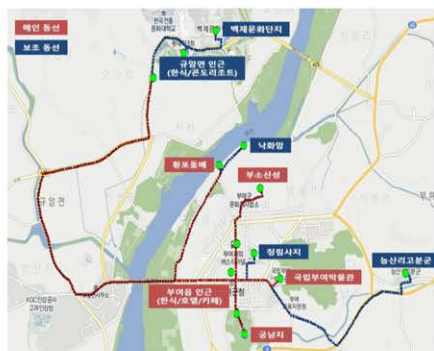 메인 동선
보조 동선
백제문화단지
규암면 인근
(한식/콘도리조트)
낙화암
황포돛배
부소산성
규암면
정림사지
능산리고분군
국립부여박물관
부여읍 인근
(한식/호텔/카페)
궁남지